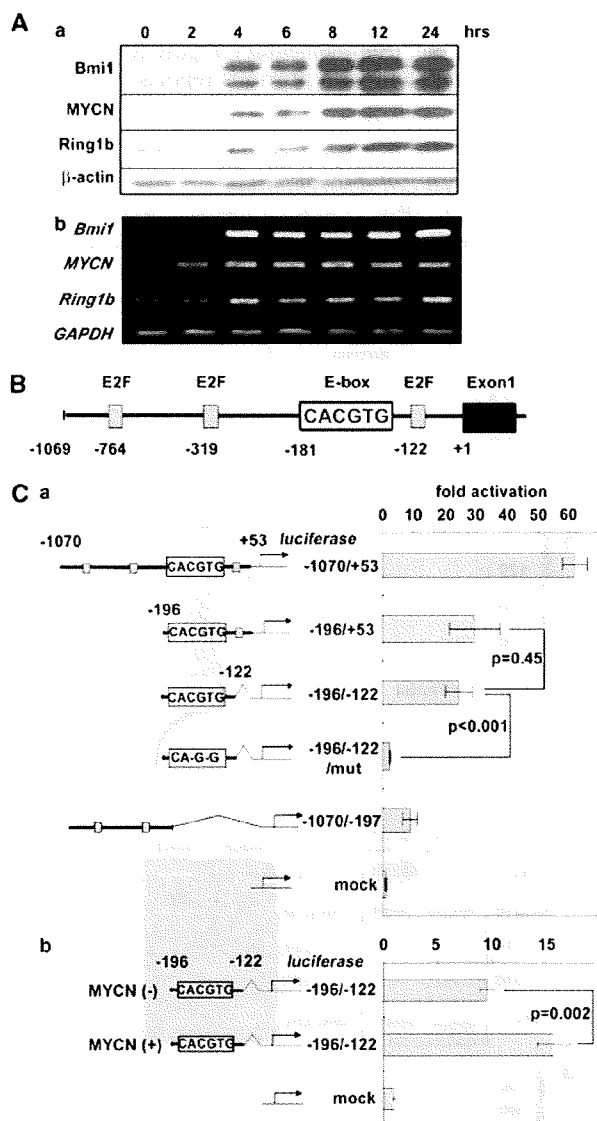 A
a
0 2 4 6 8 12 24 hrs
Bmi1
MYCN
Ring1b
β-actin
b
Bmi1
MYCN
Ring1b
GAPDH
B
E2F E2F E-box E2F Exon1
CACGTG
-1069 -764 -319 -181 -122 +1
C
a
fold activation
0 10 20 30 40 50 60
-1070 +53 luciferase
CACGTG -1070/+53
-196
CACGTG -196/+53
p=0.45
-122
CACGTG -196/-122
p<0.001
CA-G-G -196/-122
/mut
-1070/-197
mock
b
0 5 10 15
-196 -122 luciferase
MYCN (-) CACGTG -196/-122
p=0.002
MYCN (+) CACGTG -196/-122
mock